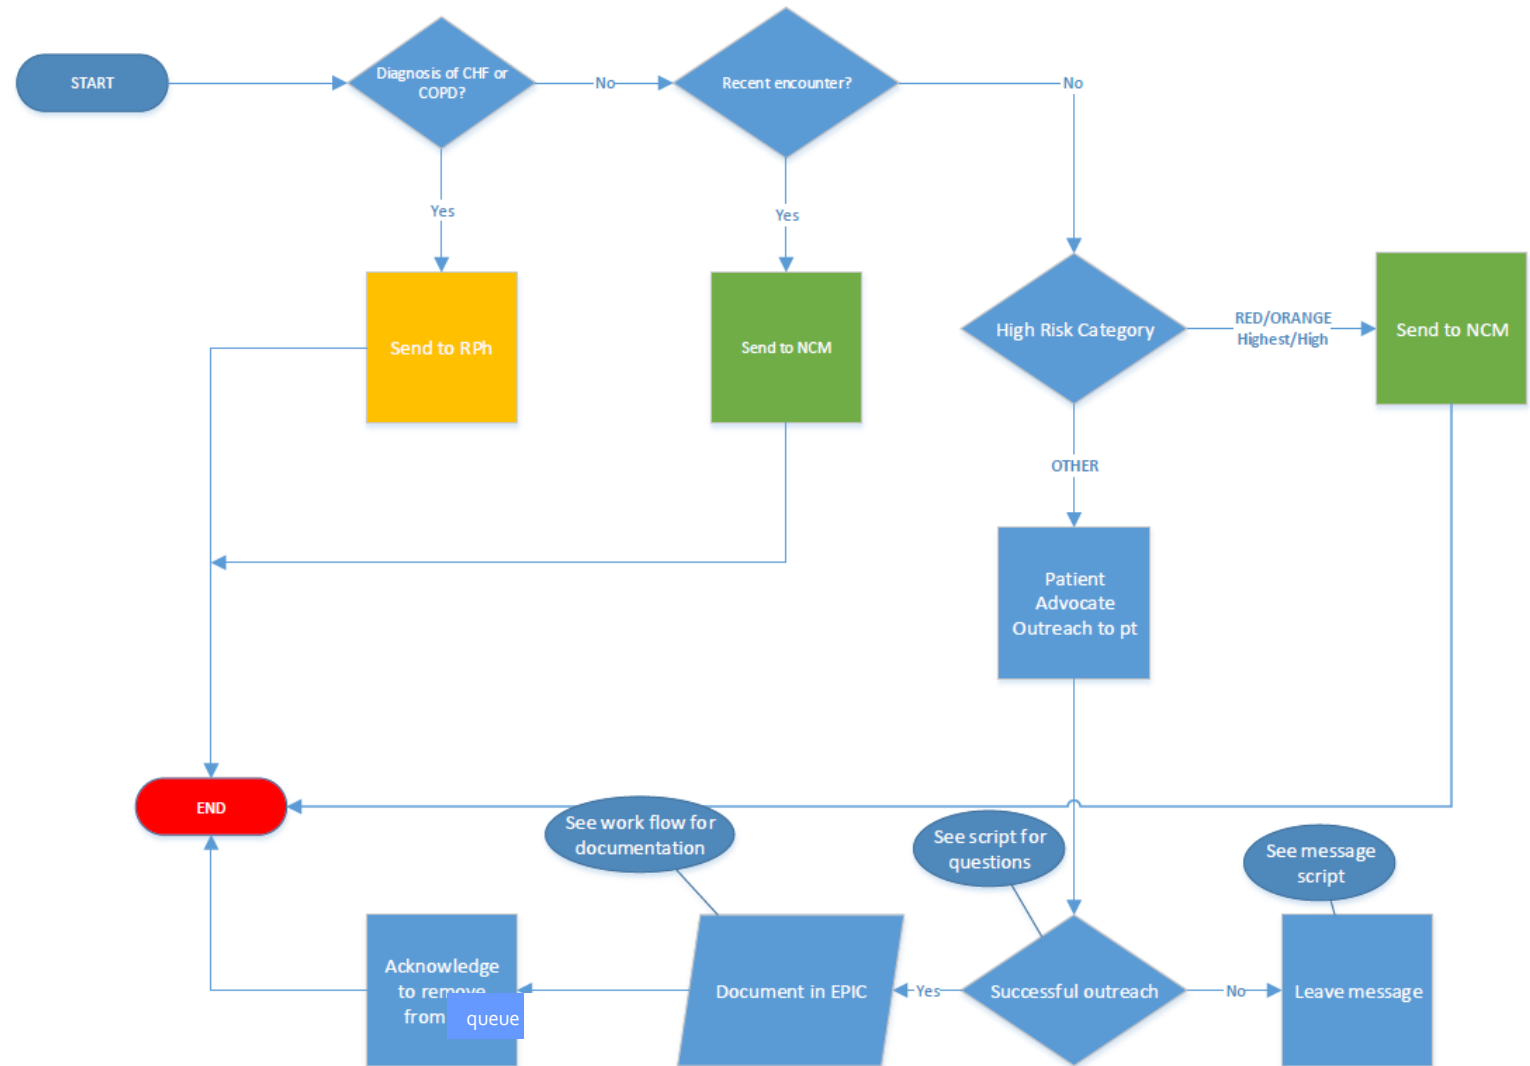 START
Diagnosis of CHF or
COPD?
No
Recent encounter?
No
Yes
Yes
Send to RPh
Send to NCM
High Risk Category
RED/ORANGE
Highest/High
Send to NCM
OTHER
Patient
Advocate
Outreach to pt
END
See work flow for
documentation
See script for
questions
See message
script
Acknowledge
to remove
from queue
Document in EPIC
Yes
Successful outreach
No
Leave message